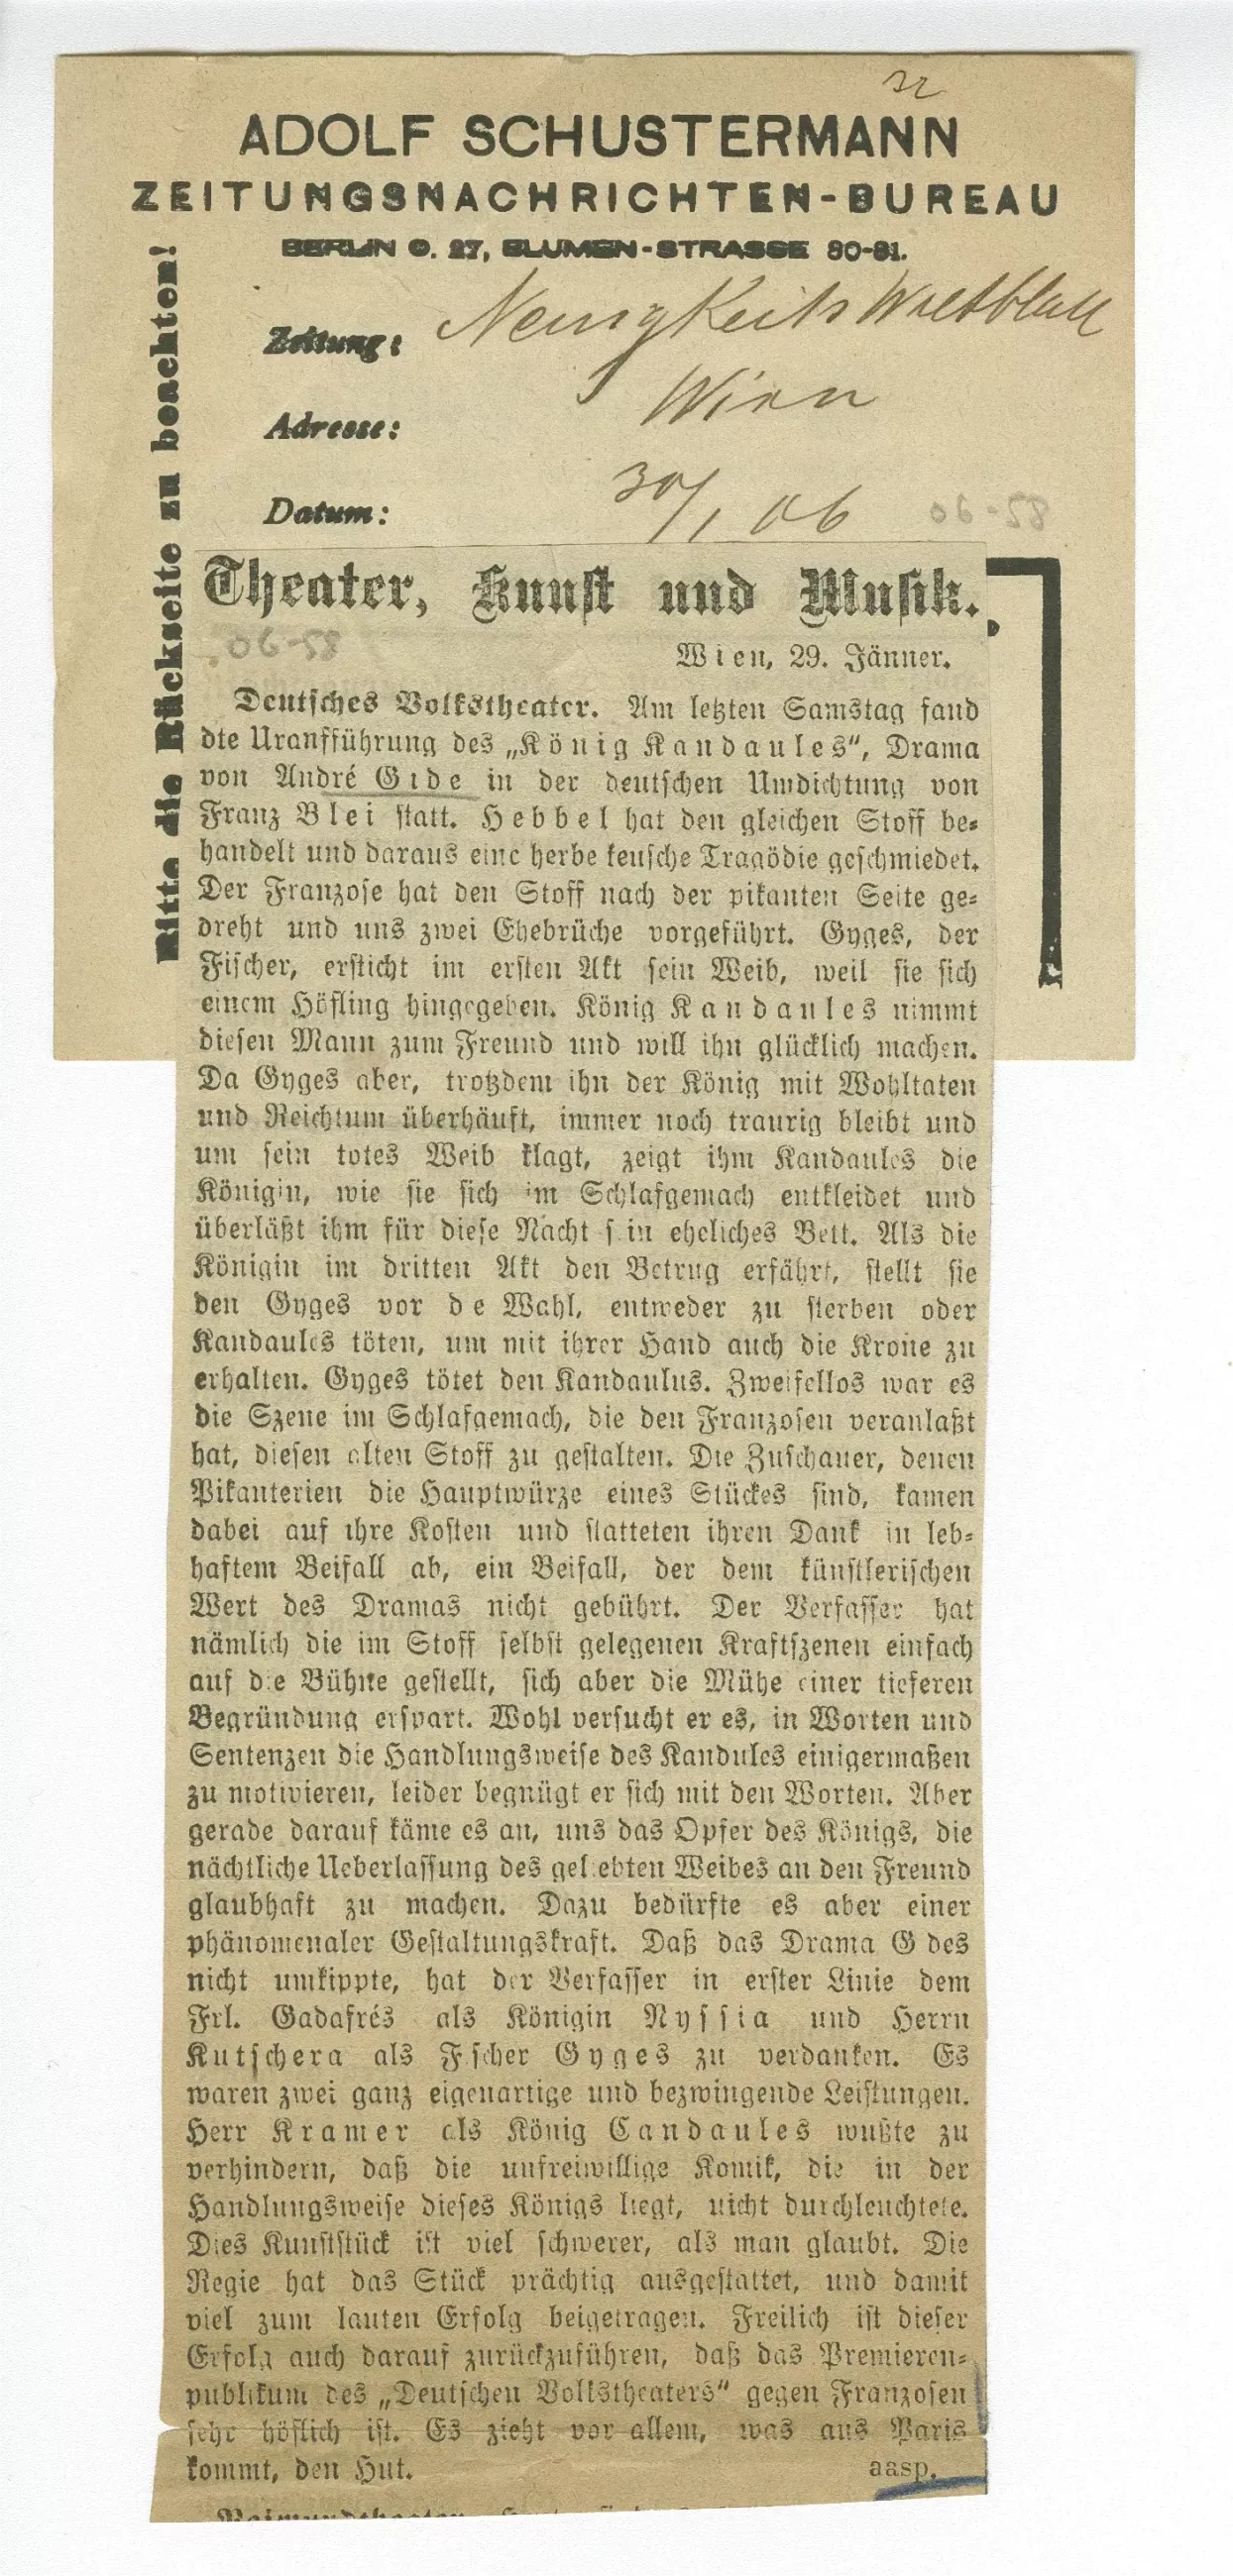 ADOLF SCHUSTERMANN
ZEITUNGSNACHRICHTEN-BUREAU
BERLIN O. 27, BLUMEN-STRASSE 80-81.
Bitte die Rückseite zu beachten!
Zeitung: Neuigkeits Weltblatt
Adresse: Wien
Datum: 30/1 06
06-58
Theater, Kunst und Musik.
06-58
Wien, 29. Jänner.
Deutsches Volkstheater. Am letzten Samstag fand
dte Uranfführung des „König Kandaules“, Drama
von André Gide in der deutschen Umdichtung von
Franz Blei statt. Hebbel hat den gleichen Stoff be-
handelt und daraus eine herbe keusche Tragödie geschmiedet.
Der Franzose hat den Stoff nach der pikanten Seite ge-
dreht und uns zwei Ehebrüche vorgeführt. Gyges, der
Fischer, ersticht im ersten Akt sein Weib, weil sie sich
einem Höfling hingegeben. König Kandaules nimmt
diesen Mann zum Freund und will ihn glücklich machen.
Da Gyges aber, trotzdem ihn der König mit Wohltaten
und Reichtum überhäuft, immer noch traurig bleibt und
um sein totes Weib klagt, zeigt ihm Kandaules die
Königin, wie sie sich im Schlafgemach entkleidet und
überläßt ihm für diese Nacht s in eheliches Bett. Als die
Königin im dritten Akt den Betrug erfährt, stellt sie
den Gyges vor d e Wahl, entweder zu sterben oder
Kandaules töten, um mit ihrer Hand auch die Krone zu
erhalten. Gyges tötet den Kandaulus. Zweifellos war es
die Szene im Schlafgemach, die den Franzosen veranlaßt
hat, diesen alten Stoff zu gestalten. Die Zuschauer, denen
Pikanterien die Hauptwürze eines Stückes sind, kamen
dabei auf ihre Kosten und statteten ihren Dank in leb-
haftem Beifall ab, ein Beifall, der dem künstlerischen
Wert des Dramas nicht gebührt. Der Verfasser hat
nämlich die im Stoff selbst gelegenen Kraftszenen einfach
auf d e Bühne gestellt, sich aber die Mühe einer tieferen
Begründung erspart. Wohl versucht er es, in Worten und
Sentenzen die Handlungsweise des Kandules einigermaßen
zu motivieren, leider begnügt er sich mit den Worten. Aber
gerade darauf käme es an, uns das Opfer des Königs, die
nächtliche Ueberlassung des gel ebten Weibes an den Freund
glaubhaft zu machen. Dazu bedürfte es aber einer
phänomenaler Gestaltungskraft. Daß das Drama G des
nicht umkippte, hat der Verfasser in erster Linie dem
Frl. Gadafrés als Königin Nyssia und Herrn
Kutschera als F scher Gyges zu verdanken. Es
waren zwei ganz eigenartige und bezwingende Leistungen.
Herr Kramer als König Candaules wußte zu
verhindern, daß die unfreiwillige Komik, die in der
Handlungsweise dieses Königs liegt, nicht durchleuchtete.
Dies Kunststück ist viel schwerer, als man glaubt. Die
Regie hat das Stück prächtig ausgestattet, und damit
viel zum lauten Erfolg beigetragen. Freilich ist dieser
Erfolg auch darauf zurückzuführen, daß das Premieren-
publikum des „Deutschen Volkstheaters“ gegen Franzosen
sehr höflich ist. Es zieht vor allem, was aus Paris
kommt, den Hut. aasp.
Raimundtheater.